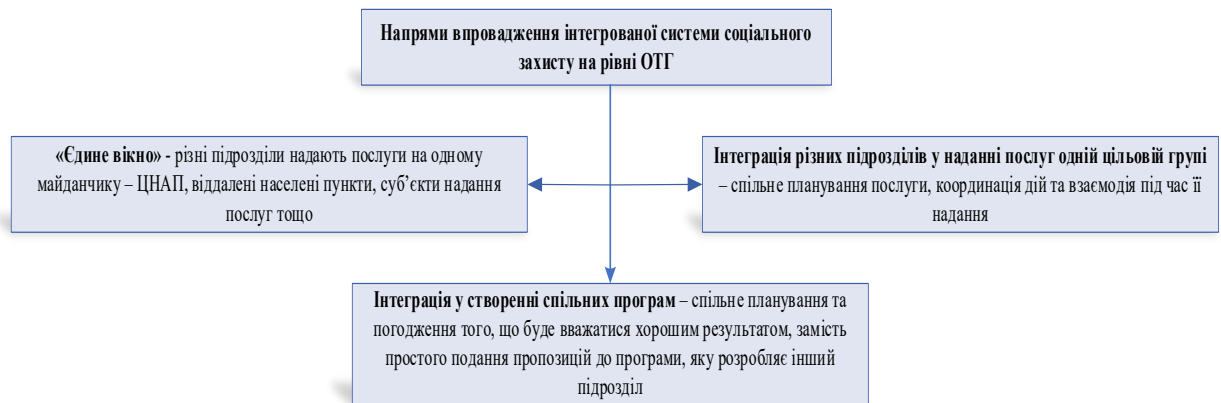 Напрями впровадження інтегрованої системи соціального
захисту на рівні ОТГ
«Єдине вікно» - різні підрозділи надають послуги на одному
майданчику – ЦНАП, віддалені населені пункти, суб’єкти надання
послуг тощо
Інтеграція різних підрозділів у наданні послуг одній цільовій групі
– спільне планування послуги, координація дій та взаємодія під час її
надання
Інтеграція у створенні спільних програм – спільне планування та
погодження того, що буде вважатися хорошим результатом, замість
простого подання пропозицій до програми, яку розробляє інший
підрозділ